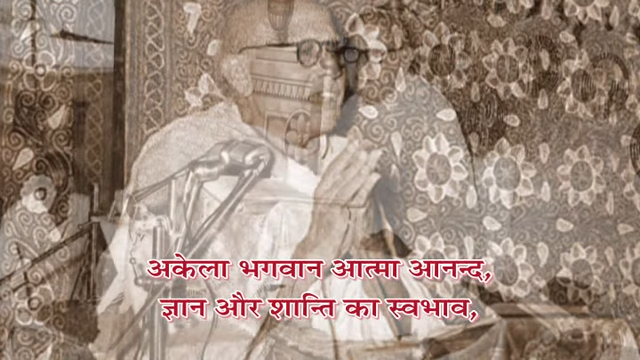 अकेला भगवान आत्मा आनन्द,
ज्ञान और शान्ति का स्वभाव,